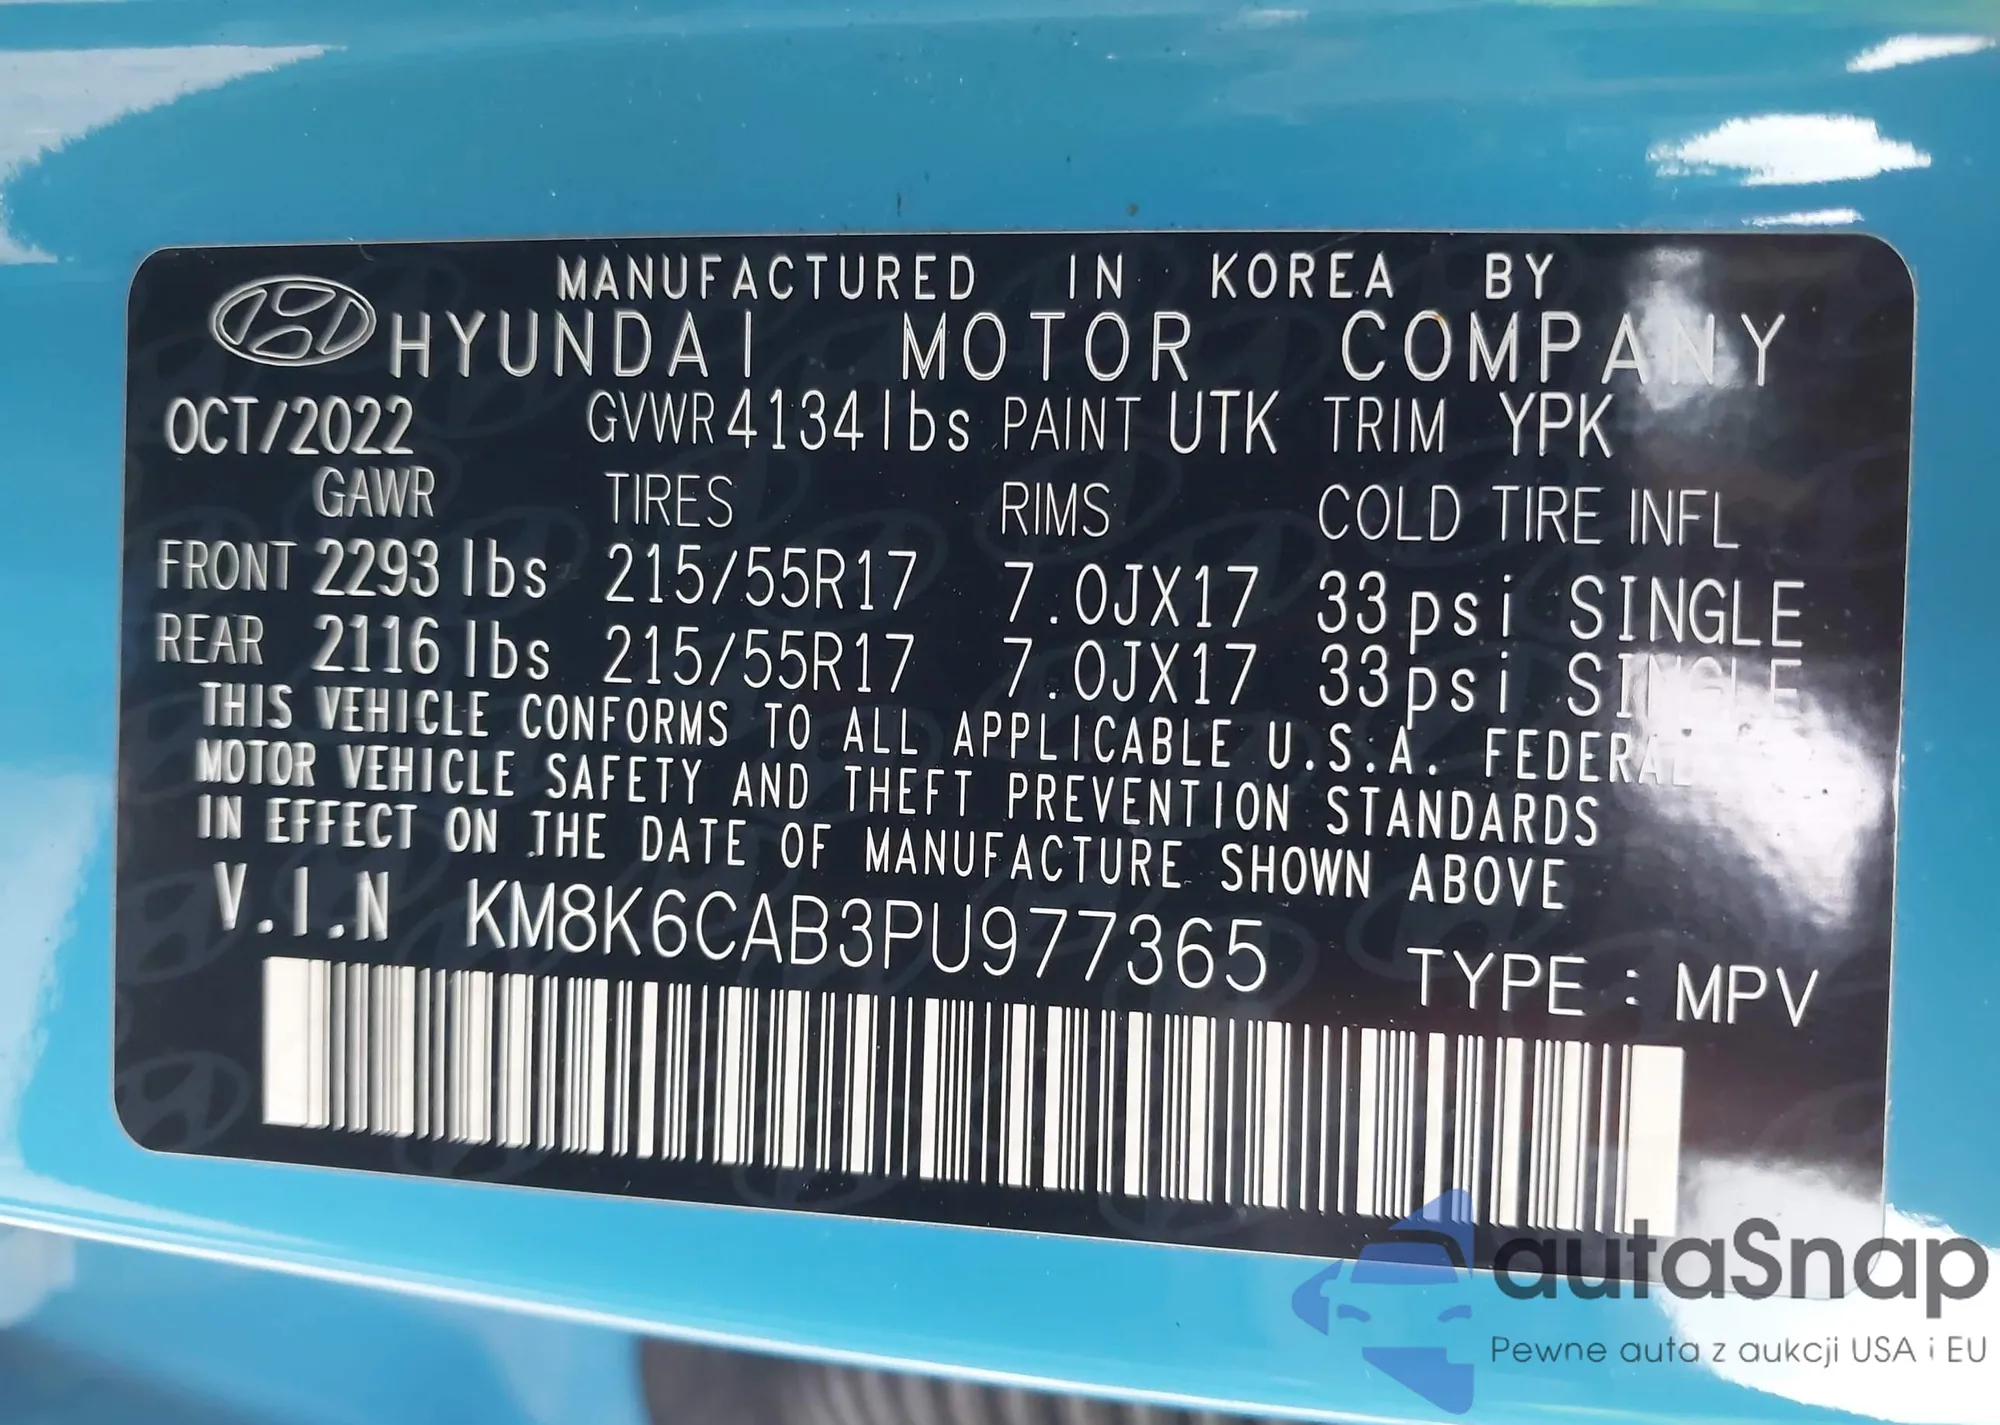 MANUFACTURED IN KOREA BY
HYUNDAI MOTOR COMPANY
OCT/2022 GVWR 4134 lbs PAINT UTK TRIM YPK
GAWR TIRES RIMS COLD TIRE INFL
FRONT 2293 lbs 215/55R17 7.0JX17 33psi SINGLE
REAR 2116 lbs 215/55R17 7.0JX17 33psi SINGLE
THIS VEHICLE CONFORMS TO ALL APPLICABLE U.S.A. FEDERAL
MOTOR VEHICLE SAFETY AND THEFT PREVENTION STANDARDS
IN EFFECT ON THE DATE OF MANUFACTURE SHOWN ABOVE
V.I.N KM8K6CAB3PU977365 TYPE : MPV
autaSnap
Pewne auta z aukcji USA i EU